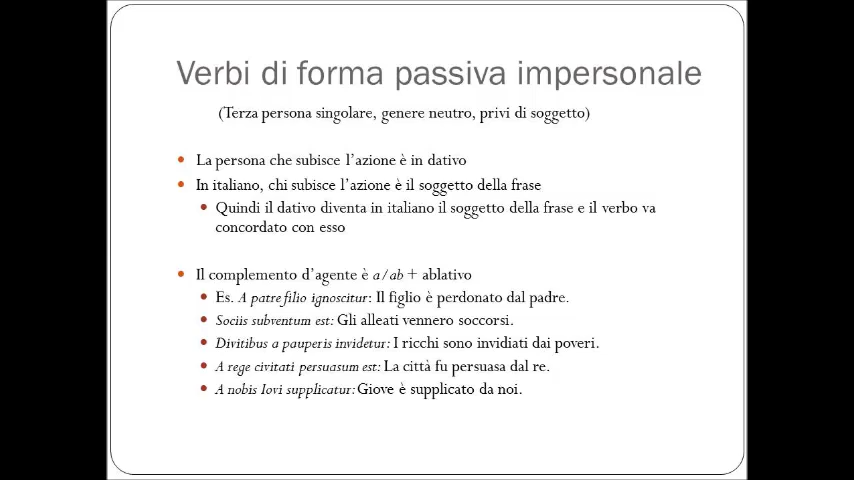 Verbi di forma passiva impersonale
(Terza persona singolare, genere neutro, privi di soggetto)
• La persona che subisce l'azione è in dativo
• In italiano, chi subisce l'azione è il soggetto della frase
• Quindi il dativo diventa in italiano il soggetto della frase e il verbo va
concordato con esso
• Il complemento d'agente è a/ab + ablativo
• Es. A patre filio ignoscitur: Il figlio è perdonato dal padre.
• Sociis subventum est: Gli alleati vennero soccorsi.
• Divitibus a pauperis invidetur: I ricchi sono invidiati dai poveri.
• A rege civitati persuasum est: La città fu persuasa dal re.
• A nobis Iovi supplicatur: Giove è supplicato da noi.